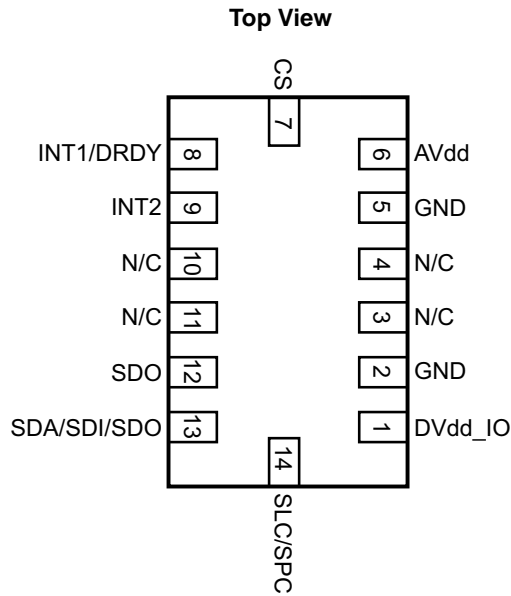 Top View
CS
7
INT1/DRDY 8 6 AVdd
INT2 9 5 GND
N/C 10 4 N/C
N/C 11 3 N/C
SDO 12 2 GND
SDA/SDI/SDO 13 1 DVdd_IO
14
SLC/SPC